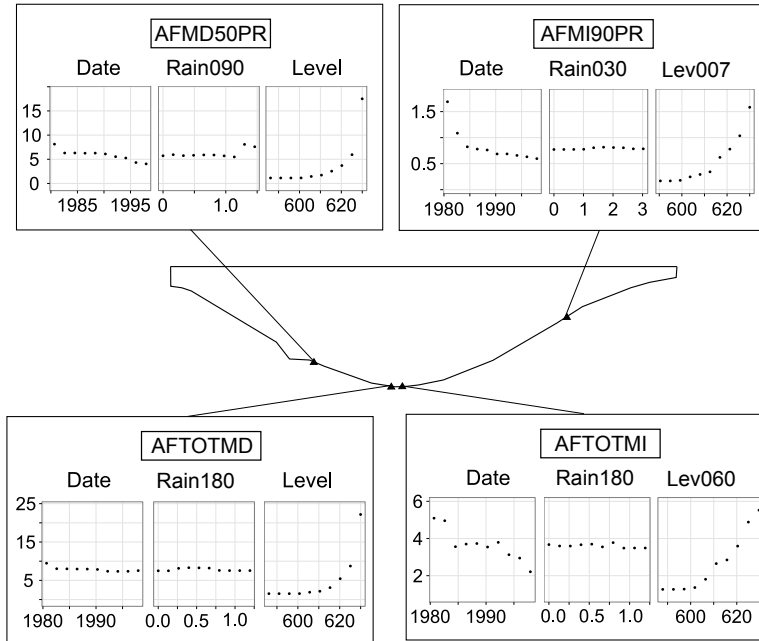 AFMD50PR
Date Rain090 Level
15
10
5
0
1985 1995 0 1.0 600 620
AFMI90PR
Date Rain030 Lev007
1.5
0.5
1980 1990 0 1 2 3 600 620
AFTOTMD
Date Rain180 Level
25
15
5
1980 1990 0.0 0.5 1.0 600 620
AFTOTMI
Date Rain180 Lev060
6
4
2
1980 1990 0.0 0.5 1.0 600 620